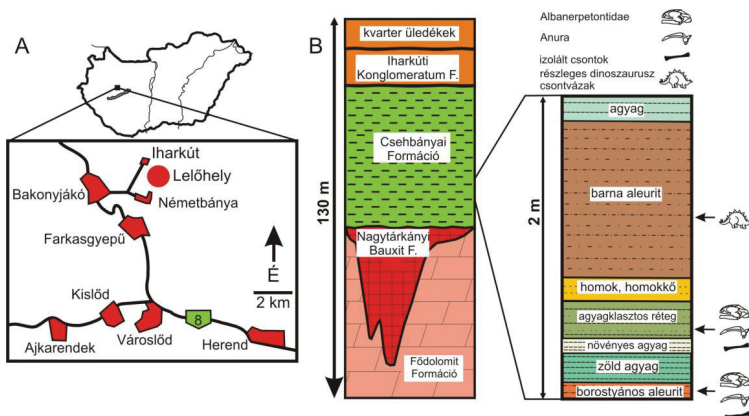 A
Iharkút
Lelőhely
Bakonyjákó
Németbánya
Farkasgyepű
É
2 km
Kislőd
8
Ajkarendek
Városlőd
Herend
B
130 m
kvarter üledékek
Iharkúti
Konglomeratum F.
Csehbányai
Formáció
Nagytárkányi
Bauxit F.
Fődolomit
Formáció
Albanerpetontidae
Anura
izolált csontok
részleges dinoszaurusz
csontvázak
2 m
agyag
barna aleurit
homok, homokkő
agyagklasztos réteg
növényes agyag
zöld agyag
borostyános aleurit